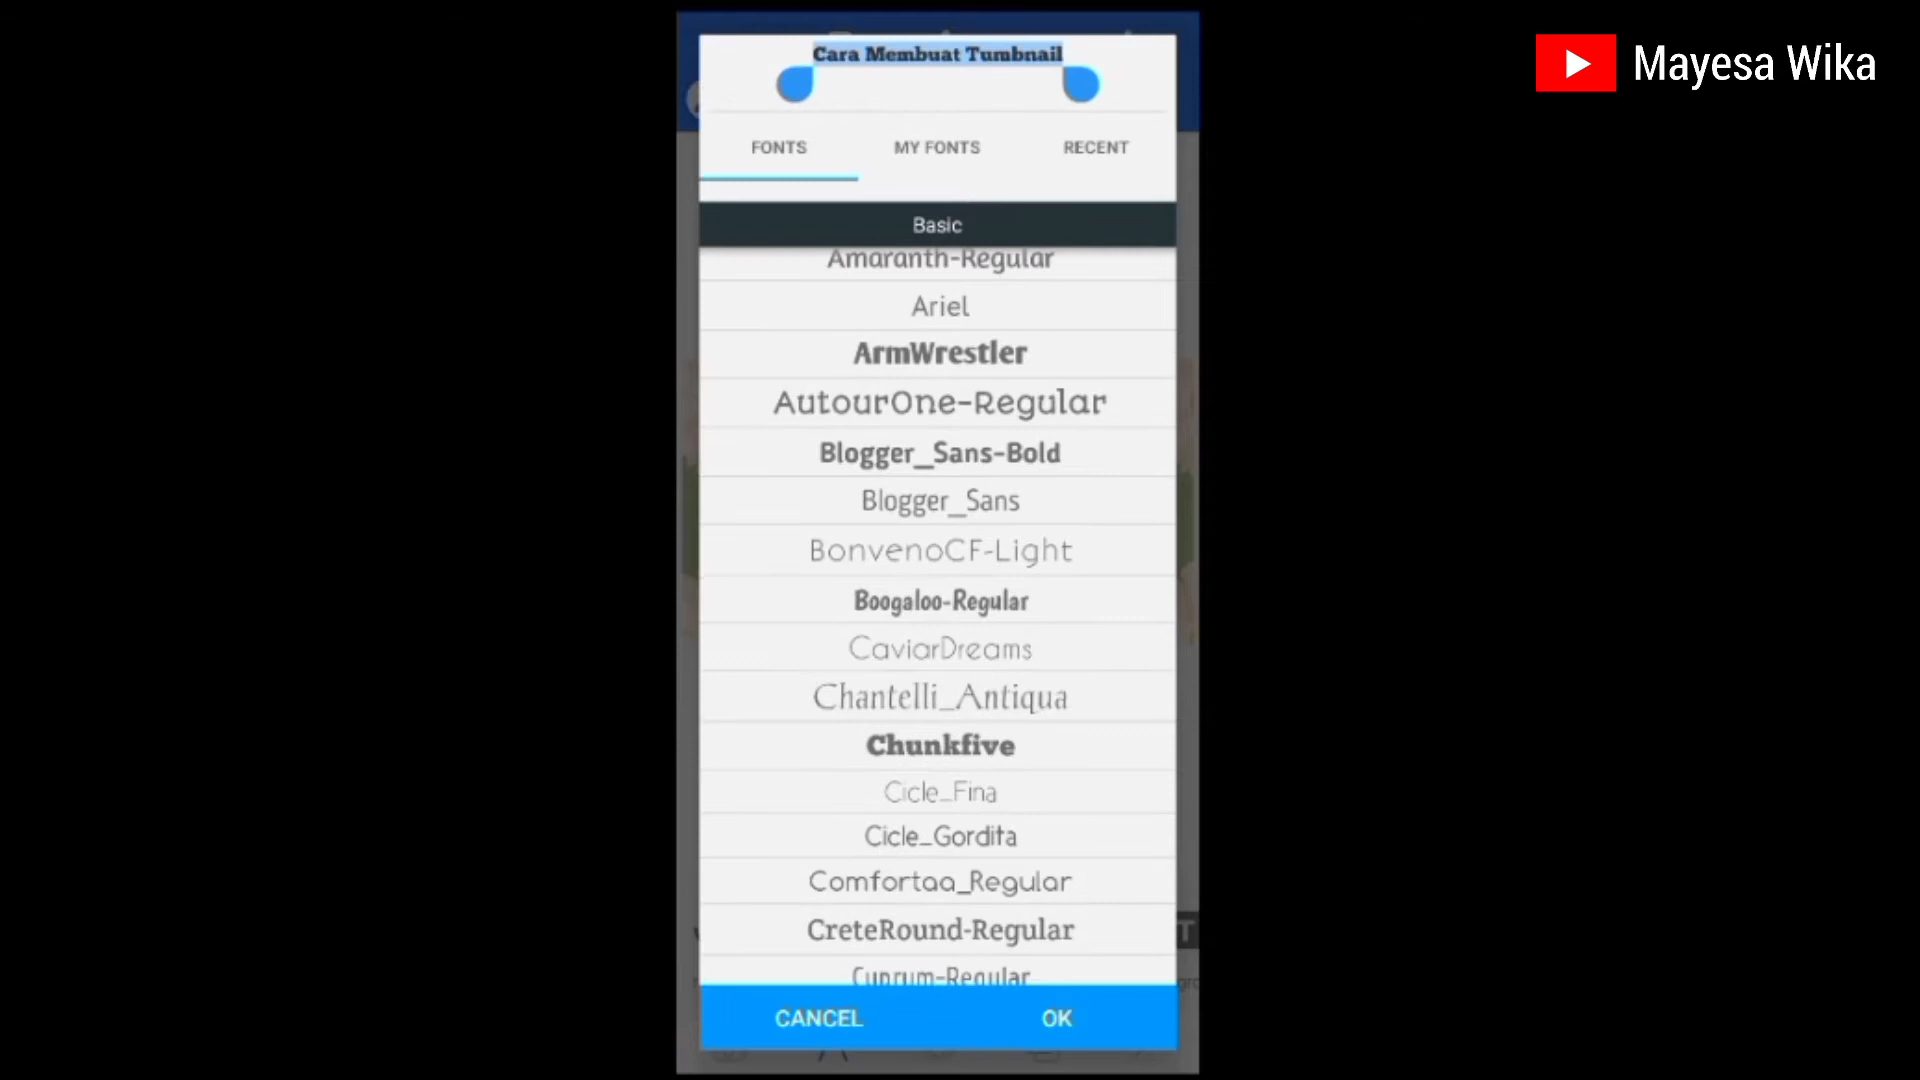 Cara Membuat Tumbnail
Mayesa Wika
FONTS MY FONTS RECENT
Basic
Amaranth-Regular
Ariel
ArmWrestler
AutourOne-Regular
Blogger_Sans-Bold
Blogger_Sans
BonvenoCF-Light
Boogaloo-Regular
CaviarDreams
Chantelli_Antiqua
Chunkfive
Cicle_Fina
Cicle_Gordita
Comfortaa_Regular
CreteRound-Regular
Cuprum-Regular
CANCEL OK